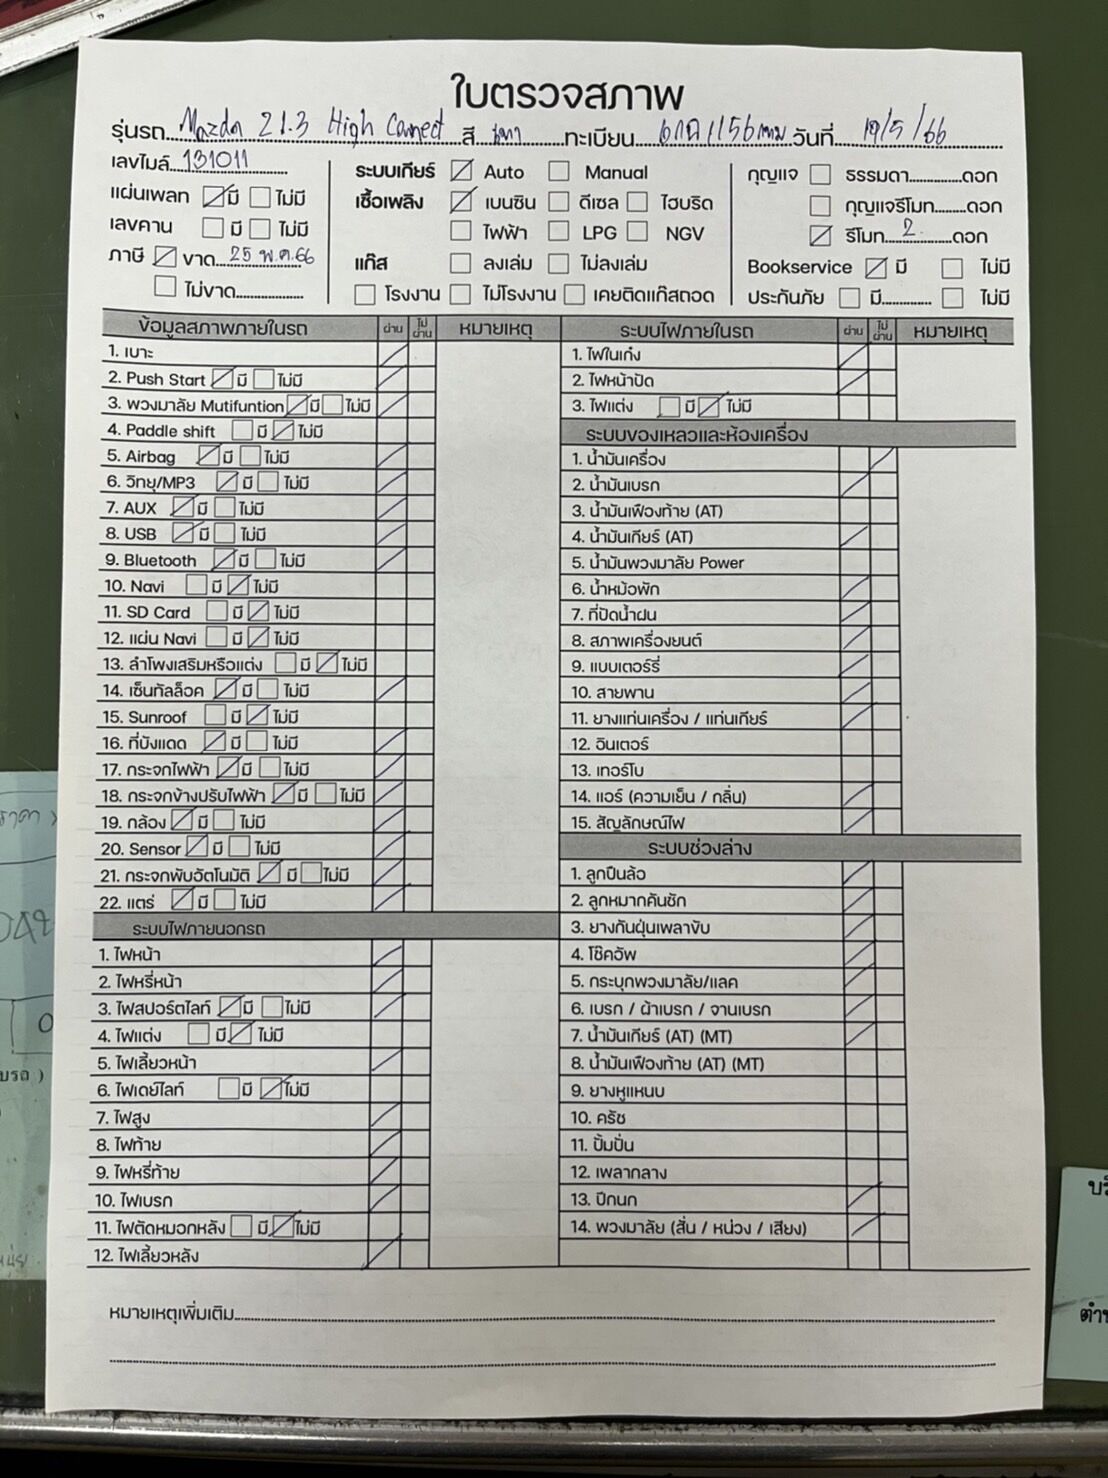 ใบตรวจสภาพ
รุ่นรถ Mazda 2 1.3 High Connect สี เทา ทะเบียน 6กฉ 1156 กทม วันที่ 19/5/66
เลขไมล์ 131011
แผ่นเพลท มี ไม่มี
เลขคาน มี ไม่มี
ภาษี ขาด 25 พ.ค.66
ไม่ขาด
ระบบเกียร์ Auto Manual
เชื้อเพลิง เบนซิน ดีเซล ไฮบริด
ไฟฟ้า LPG NGV
แก๊ส ลงเล่ม ไม่ลงเล่ม
โรงงาน ไม่โรงงาน เคยติดแก๊สถอด
กุญแจ ธรรมดา ดอก
กุญแจรีโมท ดอก
รีโมท 2 ดอก
Bookservice มี ไม่มี
ประกันภัย มี ไม่มี
ข้อมูลสภาพภายในรถ ผ่าน ไม่ผ่าน หมายเหตุ
1. เบาะ
2. Push Start มี ไม่มี
3. พวงมาลัย Mutifuntion มี ไม่มี
4. Paddle shift มี ไม่มี
5. Airbag มี ไม่มี
6. วิทยุ/MP3 มี ไม่มี
7. AUX มี ไม่มี
8. USB มี ไม่มี
9. Bluetooth มี ไม่มี
10. Navi มี ไม่มี
11. SD Card มี ไม่มี
12. แผ่น Navi มี ไม่มี
13. ลำโพงเสริมหรือแต่ง มี ไม่มี
14. เซ็นทัลล็อค มี ไม่มี
15. Sunroof มี ไม่มี
16. ที่บังแดด มี ไม่มี
17. กระจกไฟฟ้า มี ไม่มี
18. กระจกข้างปรับไฟฟ้า มี ไม่มี
19. กล้อง มี ไม่มี
20. Sensor มี ไม่มี
21. กระจกพับอัตโนมัติ มี ไม่มี
22. แตร่ มี ไม่มี
ระบบไฟภายนอกรถ
1. ไฟหน้า
2. ไฟหรี่หน้า
3. ไฟสปอร์ตไลท์ มี ไม่มี
4. ไฟแต่ง มี ไม่มี
5. ไฟเลี้ยวหน้า
6. ไฟเดย์ไลท์ มี ไม่มี
7. ไฟสูง
8. ไฟท้าย
9. ไฟหรี่ท้าย
10. ไฟเบรก
11. ไฟตัดหมอกหลัง มี ไม่มี
12. ไฟเลี้ยวหลัง
ระบบไฟภายในรถ ผ่าน ไม่ผ่าน หมายเหตุ
1. ไฟในเก๋ง
2. ไฟหน้าปัด
3. ไฟแต่ง มี ไม่มี
ระบบของเหลวและห้องเครื่อง
1. น้ำมันเครื่อง
2. น้ำมันเบรก
3. น้ำมันเฟืองท้าย (AT)
4. น้ำมันเกียร์ (AT)
5. น้ำมันพวงมาลัย Power
6. น้ำหม้อพัก
7. ที่ปัดน้ำฝน
8. สภาพเครื่องยนต์
9. แบบเตอร์รี่
10. สายพาน
11. ยางแท่นเครื่อง / แท่นเกียร์
12. อินเตอร์
13. เทอร์โบ
14. แอร์ (ความเย็น / กลิ่น)
15. สัญลักษณ์ไฟ
ระบบช่วงล่าง
1. ลูกปืนล้อ
2. ลูกหมากคันชัก
3. ยางกันฝุ่นเพลาขับ
4. โช๊คอัพ
5. กระบุกพวงมาลัย/แลค
6. เบรก / ผ้าเบรก / จานเบรก
7. น้ำมันเกียร์ (AT) (MT)
8. น้ำมันเฟืองท้าย (AT) (MT)
9. ยางหูแหนบ
10. ครัช
11. ปั้มปั่น
12. เพลากลาง
13. ปีกนก
14. พวงมาลัย (สั่น / หน่วง / เสียง)
หมายเหตุเพิ่มเติม